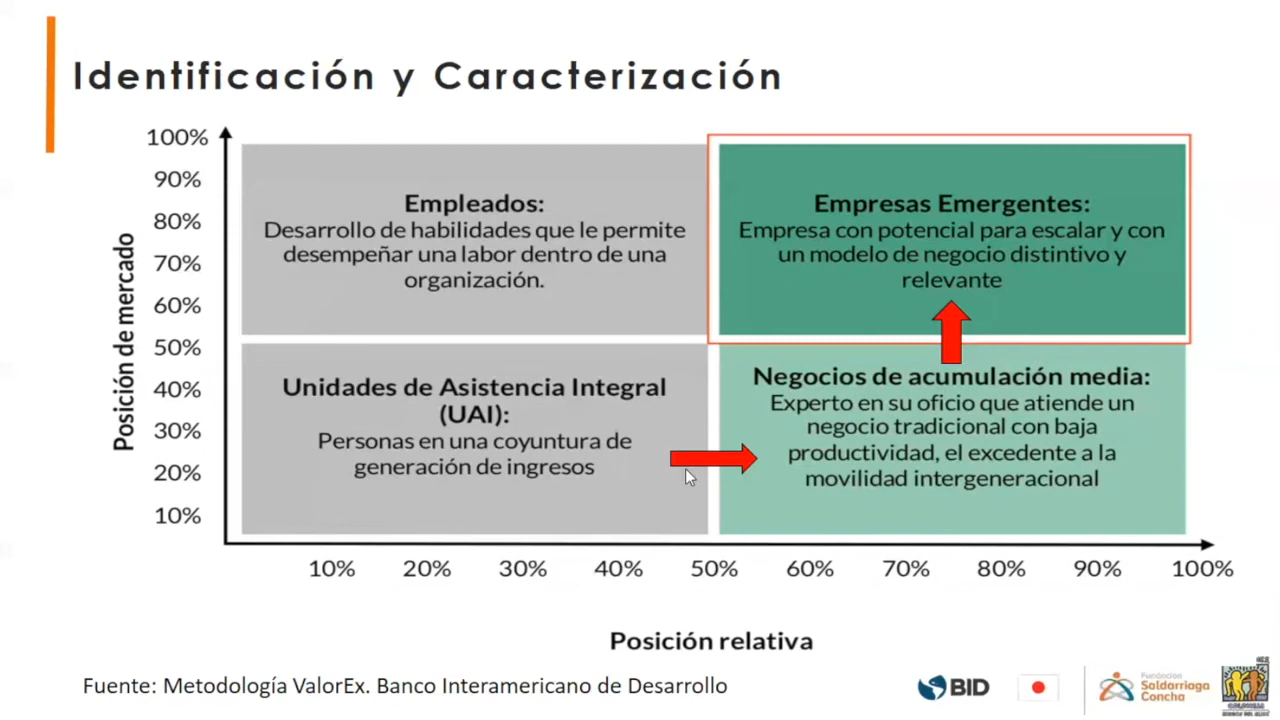 Identificación y Caracterización
100%
90%
80%
70%
60%
50%
40%
30%
20%
10%
Posición de mercado
Empleados:
Desarrollo de habilidades que le permite
desempeñar una labor dentro de una
organización.
Empresas Emergentes:
Empresa con potencial para escalar y con
un modelo de negocio distintivo y
relevante
Unidades de Asistencia Integral
(UAI):
Personas en una coyuntura de
generación de ingresos
Negocios de acumulación media:
Experto en su oficio que atiende un
negocio tradicional con baja
productividad, el excedente a la
movilidad intergeneracional
10% 20% 30% 40% 50% 60% 70% 80% 90% 100%
Posición relativa
Fuente: Metodología ValorEx. Banco Interamericano de Desarrollo
BID
Fundación
Saldarriaga
Concha